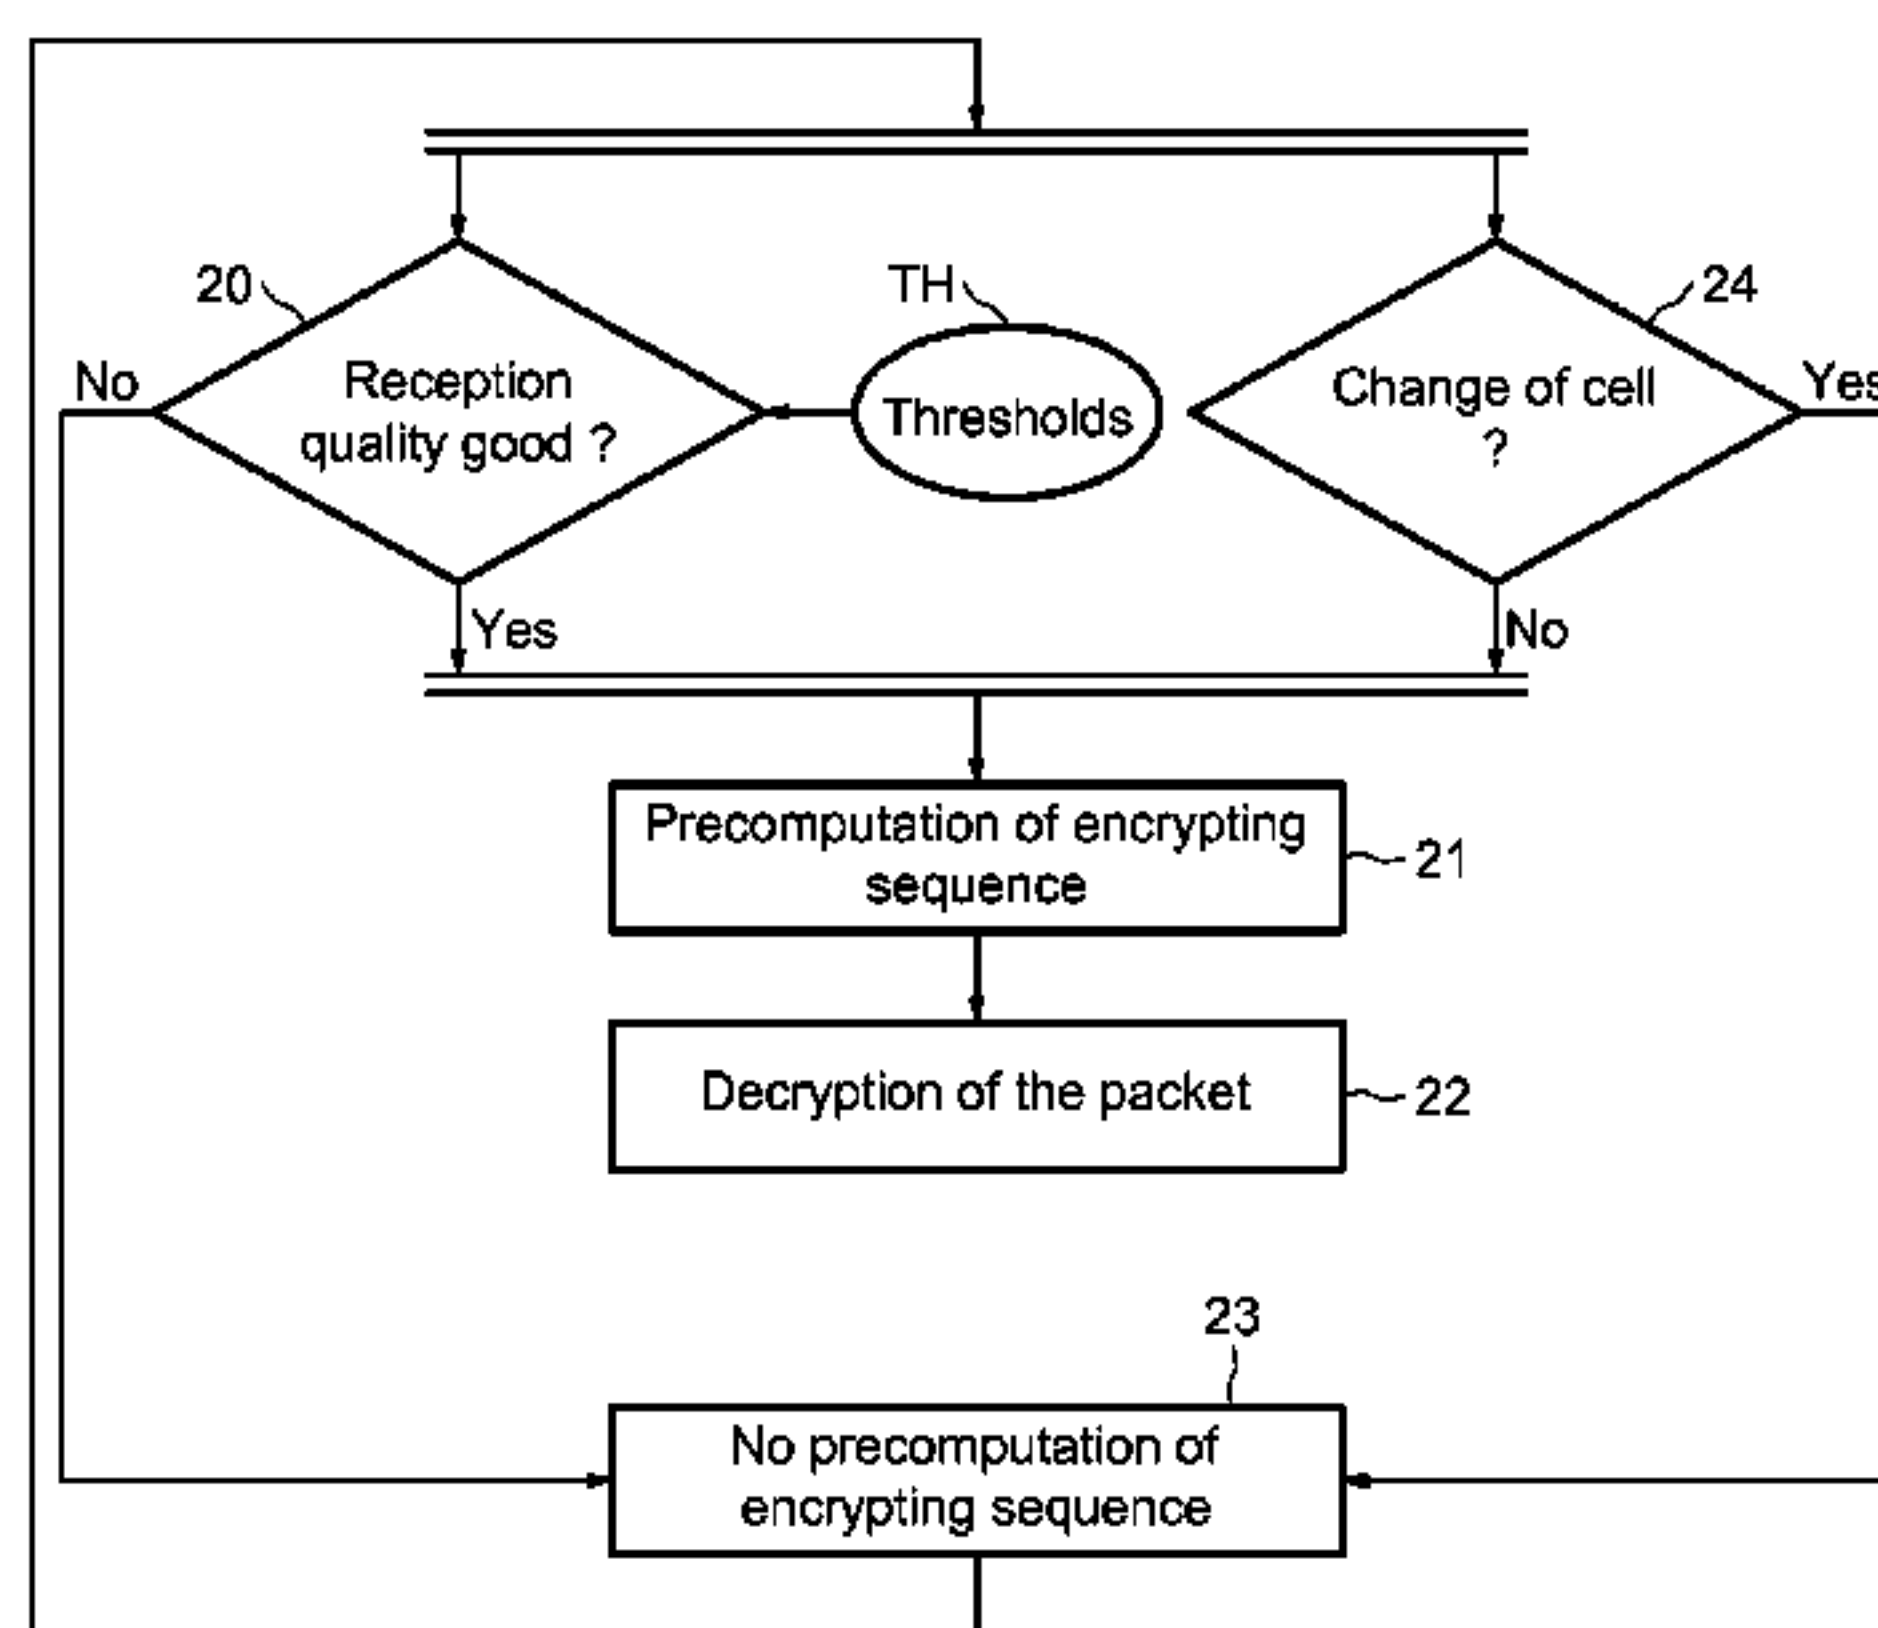 20
TH
24
No
Reception
quality good ?
Thresholds
Change of cell
?
Yes
Yes
No
Precomputation of encrypting
sequence
21
Decryption of the packet
22
23
No precomputation of
encrypting sequence